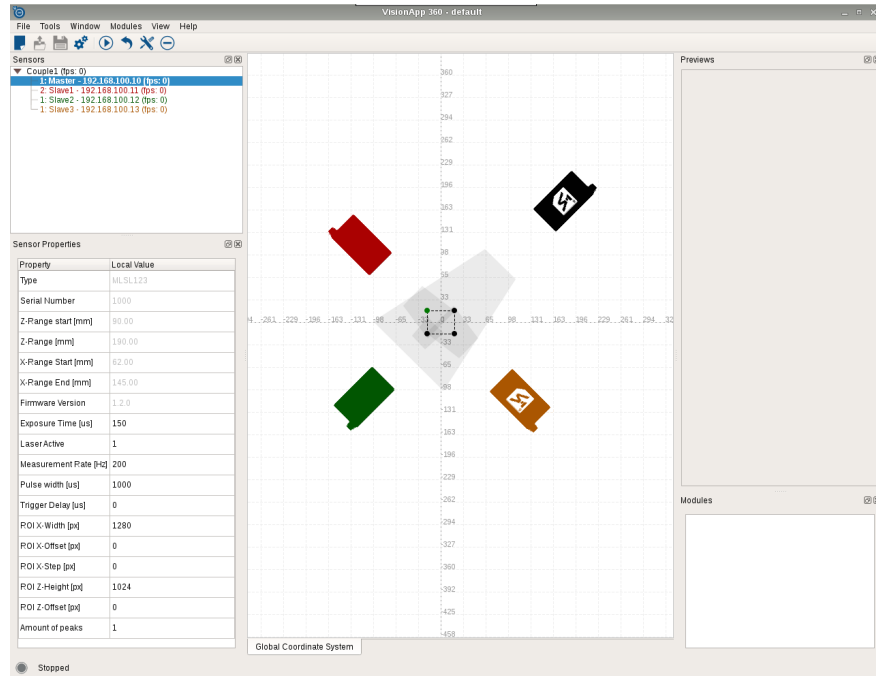 VisionApp 360 - default
File Tools Window Modules View Help
Sensors
Couple1 (fps: 0)
1: Master - 192.168.100.10 (fps: 0)
2: Slave1 - 192.168.100.11 (fps: 0)
1: Slave2 - 192.168.100.12 (fps: 0)
1: Slave3 - 192.168.100.13 (fps: 0)
Sensor Properties
Property Local Value
Type MLSL123
Serial Number 1000
Z-Range start [mm] 90.00
Z-Range [mm] 190.00
X-Range Start [mm] 62.00
X-Range End [mm] 145.00
Firmware Version 1.2.0
Exposure Time [us] 150
Laser Active 1
Measurement Rate [Hz] 200
Pulse width [us] 1000
Trigger Delay [us] 0
ROI X-Width [px] 1280
ROI X-Offset [px] 0
ROI X-Step [px] 0
ROI Z-Height [px] 1024
ROI Z-Offset [px] 0
Amount of peaks 1
360
327
294
262
229
196
163
131
98
65
33
-261 -229 -196 -163 -131 -98 -65 0 33 65 98 131 163 196 229 261 294
-33
-65
-98
-131
-163
-196
-229
-262
-294
-327
-360
-392
-425
-458
Global Coordinate System
Previews
Modules
Stopped